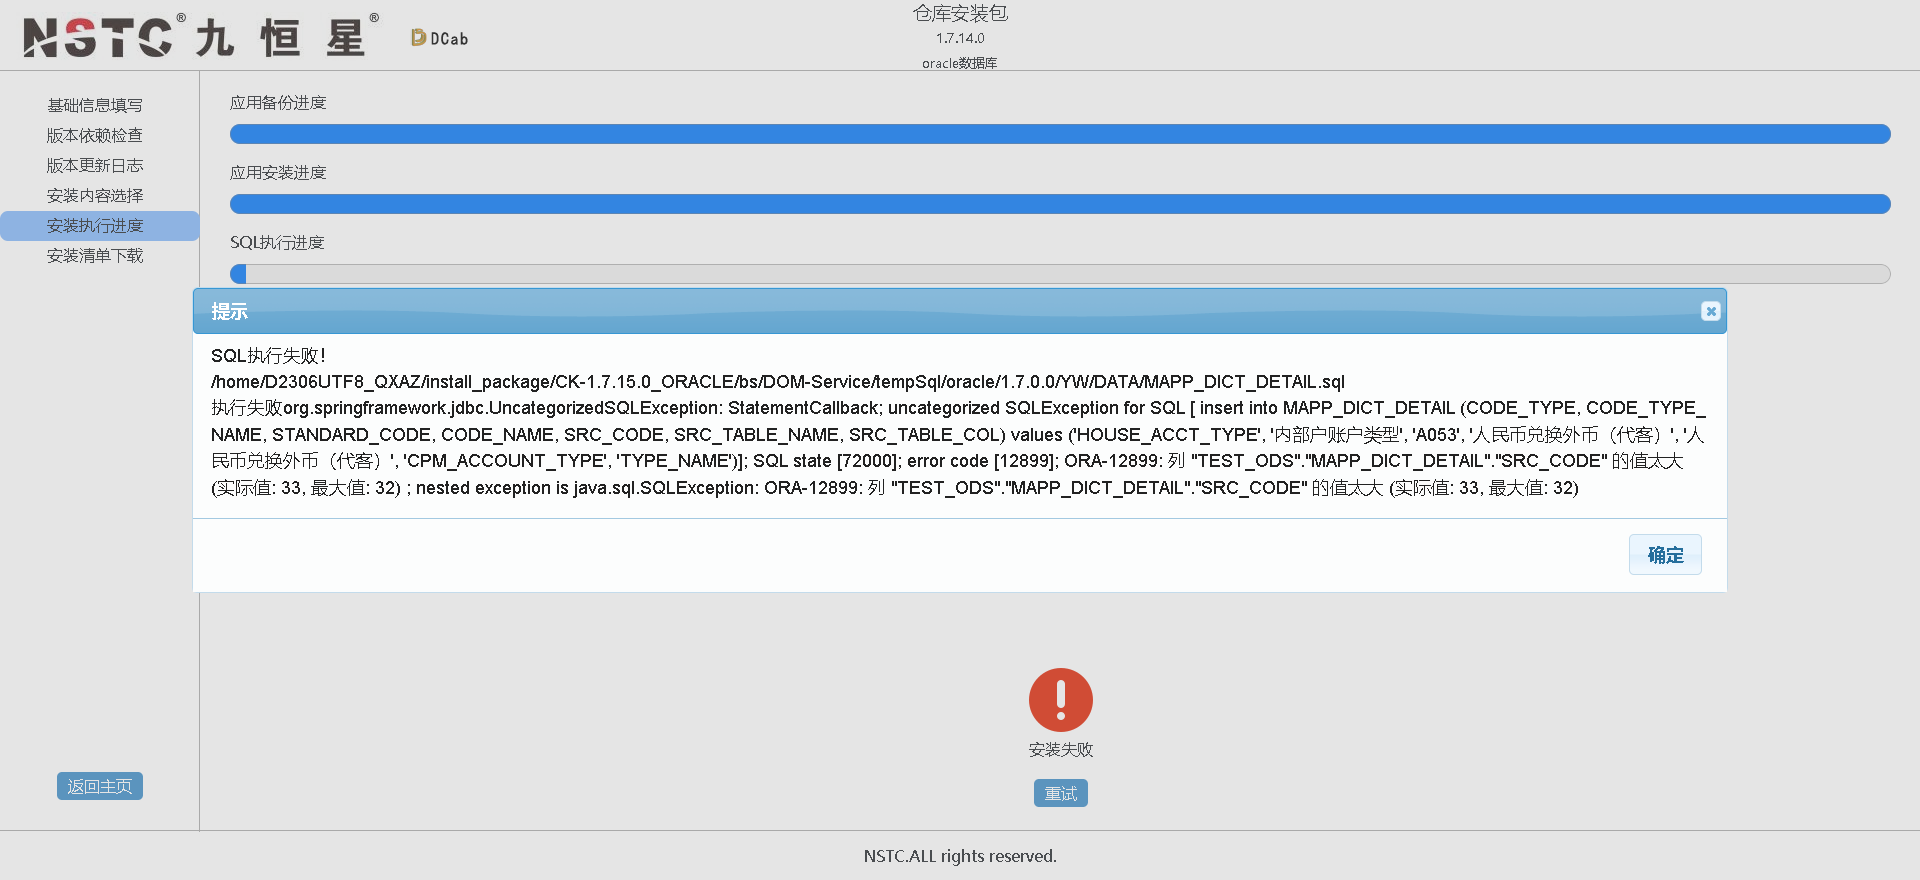 NSTC® 九恒星® DCab
仓库安装包
1.7.14.0
oracle数据库
基础信息填写
版本依赖检查
版本更新日志
安装内容选择
安装执行进度
安装清单下载
应用备份进度
应用安装进度
SQL执行进度
提示
SQL执行失败!
/home/D2306UTF8_QXAZ/install_package/CK-1.7.15.0_ORACLE/bs/DOM-Service/tempSql/oracle/1.7.0.0/YW/DATA/MAPP_DICT_DETAIL.sql
执行失败org.springframework.jdbc.UncategorizedSQLException: StatementCallback; uncategorized SQLException for SQL [ insert into MAPP_DICT_DETAIL (CODE_TYPE, CODE_TYPE_
NAME, STANDARD_CODE, CODE_NAME, SRC_CODE, SRC_TABLE_NAME, SRC_TABLE_COL) values ('HOUSE_ACCT_TYPE', '内部户账户类型', 'A053', '人民币兑换外币（代客）', '人
民币兑换外币（代客）', 'CPM_ACCOUNT_TYPE', 'TYPE_NAME')]; SQL state [72000]; error code [12899]; ORA-12899: 列 "TEST_ODS"."MAPP_DICT_DETAIL"."SRC_CODE" 的值太大
(实际值: 33, 最大值: 32) ; nested exception is java.sql.SQLException: ORA-12899: 列 "TEST_ODS"."MAPP_DICT_DETAIL"."SRC_CODE" 的值太大 (实际值: 33, 最大值: 32)
确定
安装失败
重试
返回主页
NSTC.ALL rights reserved.